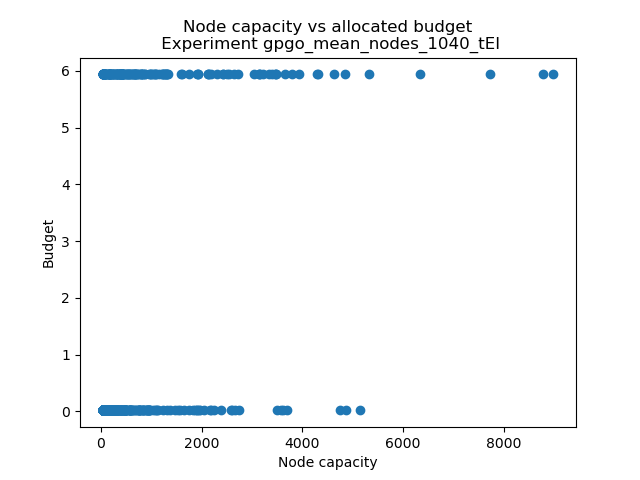 Node capacity vs allocated budget
Experiment gpgo_mean_nodes_1040_tEI
6
5
4
3
2
1
0
Budget
0 2000 4000 6000 8000
Node capacity